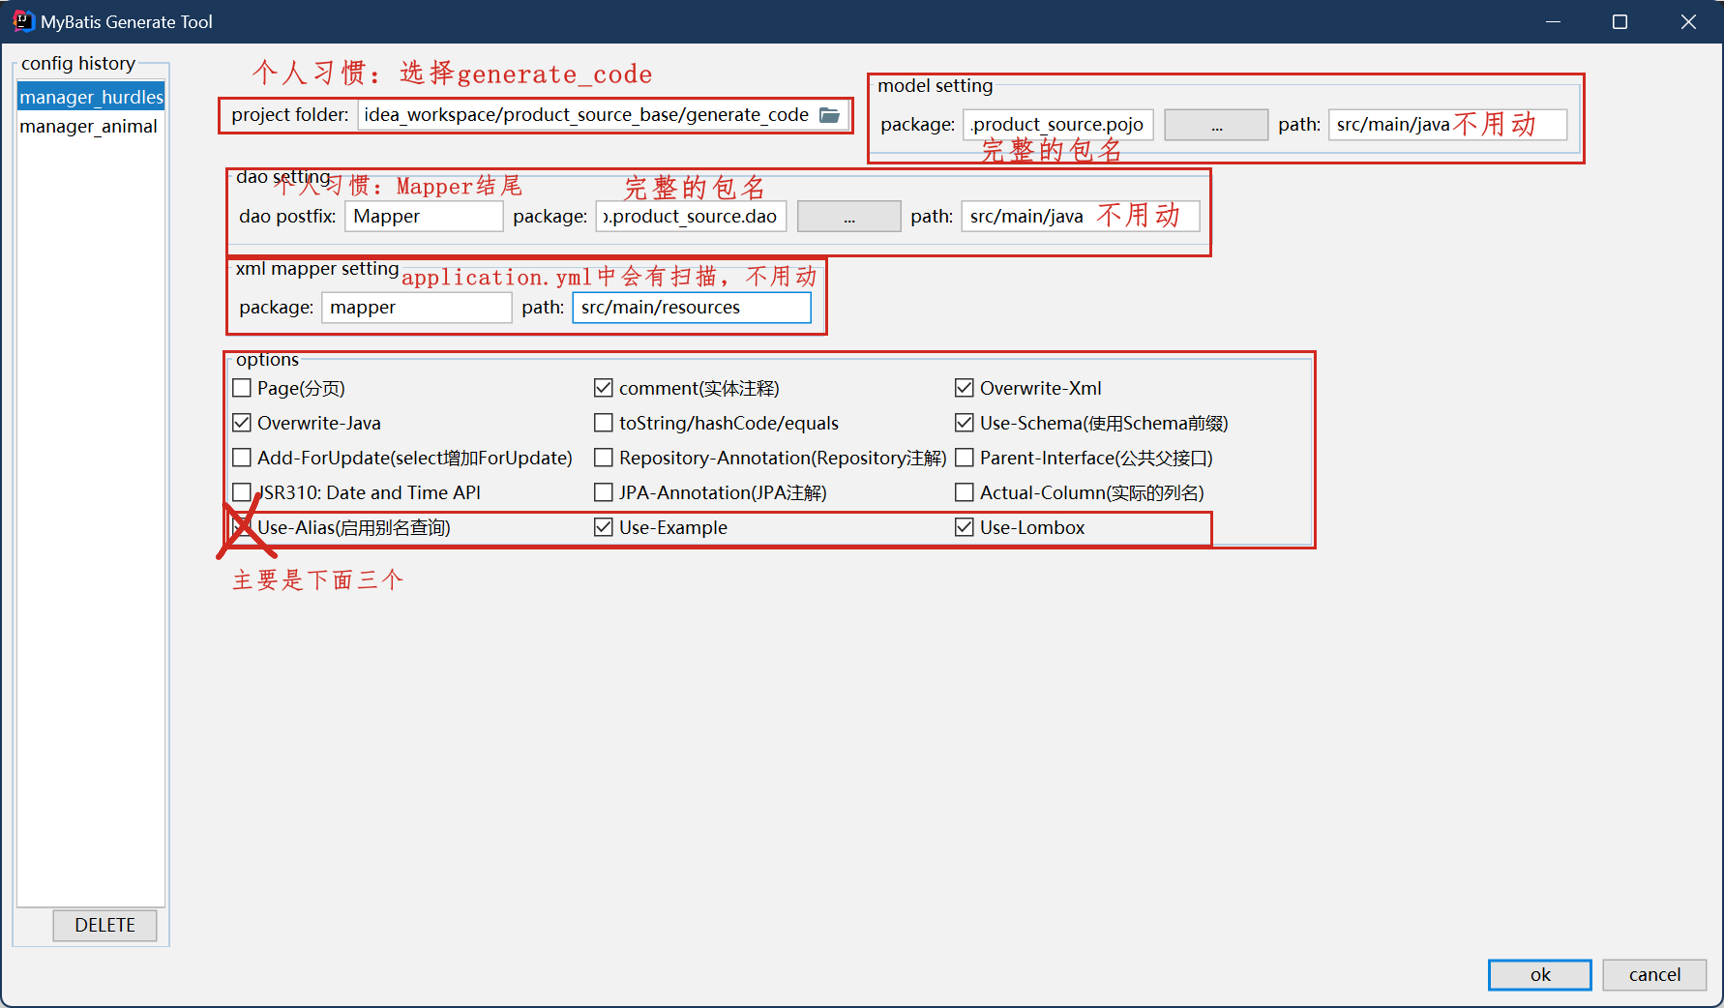 MyBatis Generate Tool
config history
manager_hurdles
manager_animal
DELETE
个人习惯：选择generate_code
project folder: idea_workspace/product_source_base/generate_code
model setting
package: .product_source.pojo ... path: src/main/java 不用动
完整的包名
dao setting
个人习惯：Mapper结尾 完整的包名
dao postfix: Mapper package: .product_source.dao ... path: src/main/java 不用动
xml mapper setting
application.yml中会有扫描，不用动
package: mapper path: src/main/resources
options
Page(分页) comment(实体注释) Overwrite-Xml
Overwrite-Java toString/hashCode/equals Use-Schema(使用Schema前缀)
Add-ForUpdate(select增加ForUpdate) Repository-Annotation(Repository注解) Parent-Interface(公共父接口)
JSR310: Date and Time API JPA-Annotation(JPA注解) Actual-Column(实际的列名)
Use-Alias(启用别名查询) Use-Example Use-Lombox
主要是下面三个
ok cancel